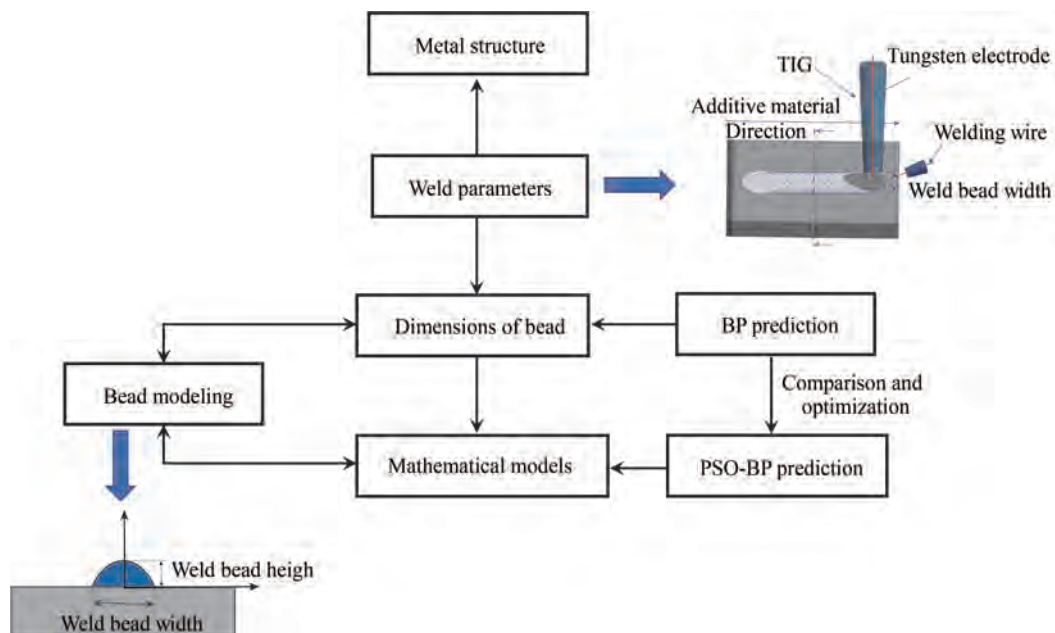 Metal structure
Tungsten electrode
TIG
Additive material
Direction
Welding wire
Weld parameters
Weld bead width
Dimensions of bead
BP prediction
Bead modeling
Comparison and
optimization
Mathematical models
PSO-BP prediction
Weld bead heigh
Weld bead width